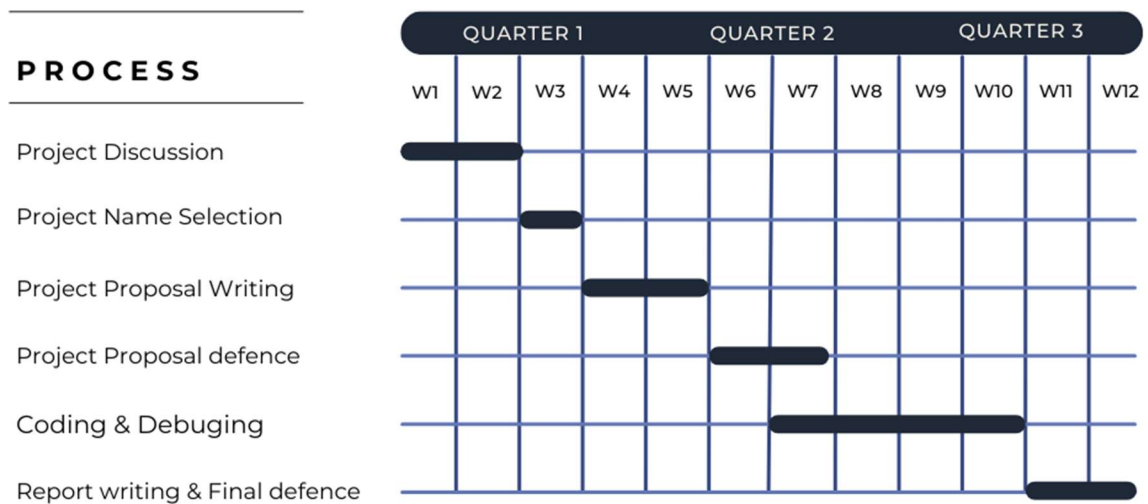 QUARTER 1 QUARTER 2 QUARTER 3
PROCESS
W1 W2 W3 W4 W5 W6 W7 W8 W9 W10 W11 W12
Project Discussion
Project Name Selection
Project Proposal Writing
Project Proposal defence
Coding & Debuging
Report writing & Final defence